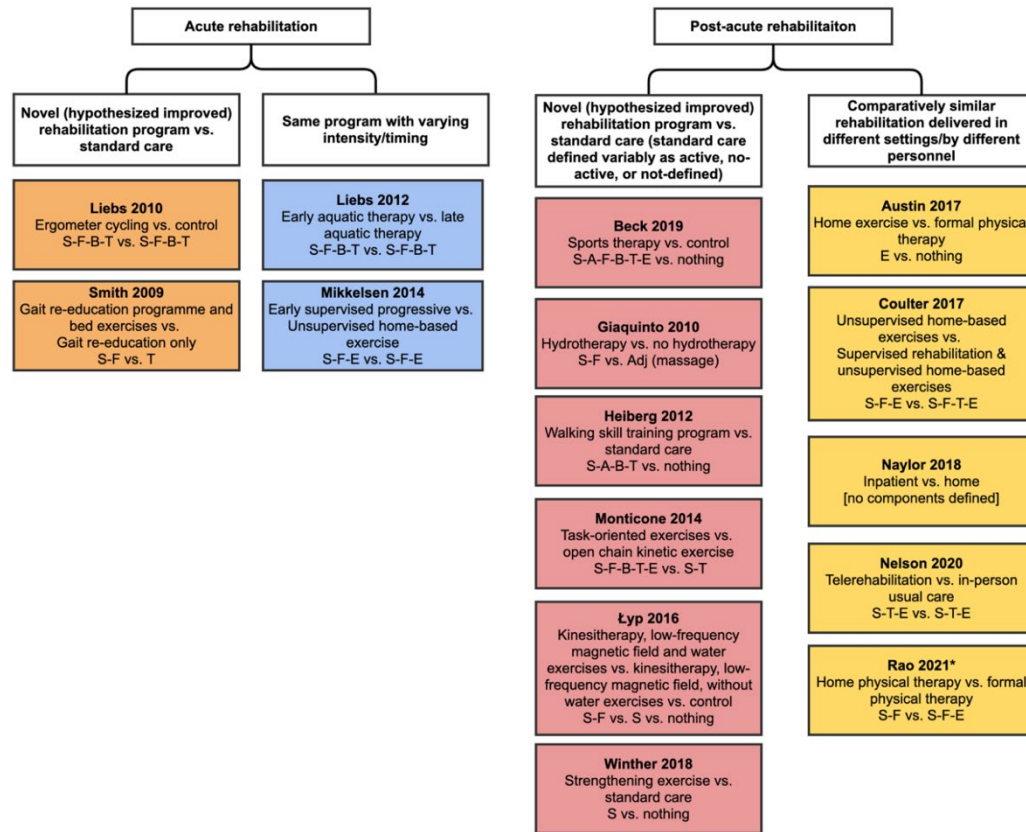 Acute rehabilitation
Novel (hypothesized improved)
rehabilitation program vs.
standard care
Same program with varying
intensity/timing
Liebs 2010
Ergometer cycling vs. control
S-F-B-T vs. S-F-B-T
Smith 2009
Gait re-education programme and
bed exercises vs.
Gait re-education only
S-F vs. T
Liebs 2012
Early aquatic therapy vs. late
aquatic therapy
S-F-B-T vs. S-F-B-T
Mikkelsen 2014
Early supervised progressive vs.
Unsupervised home-based
exercise
S-F-E vs. S-F-E
Post-acute rehabilitaiton
Novel (hypothesized improved)
rehabilitation program vs.
standard care (standard care
defined variably as active, no-
active, or not-defined)
Comparatively similar
rehabilitation delivered in
different settings/by different
personnel
Beck 2019
Sports therapy vs. control
S-A-F-B-T-E vs. nothing
Giaquinto 2010
Hydrotherapy vs. no hydrotherapy
S-F vs. Adj (massage)
Heiberg 2012
Walking skill training program vs.
standard care
S-A-B-T vs. nothing
Monticone 2014
Task-oriented exercises vs.
open chain kinetic exercise
S-F-B-T-E vs. S-T
Łyp 2016
Kinesitherapy, low-frequency
magnetic field and water
exercises vs. kinesitherapy, low-
frequency magnetic field, without
water exercises vs. control
S-F vs. S vs. nothing
Winther 2018
Strengthening exercise vs.
standard care
S vs. nothing
Austin 2017
Home exercise vs. formal physical
therapy
E vs. nothing
Coulter 2017
Unsupervised home-based
exercises vs.
Supervised rehabilitation &
unsupervised home-based
exercises
S-F-E vs. S-F-T-E
Naylor 2018
Inpatient vs. home
[no components defined]
Nelson 2020
Telerehabilitation vs. in-person
usual care
S-T-E vs. S-T-E
Rao 2021*
Home physical therapy vs. formal
physical therapy
S-F vs. S-F-E